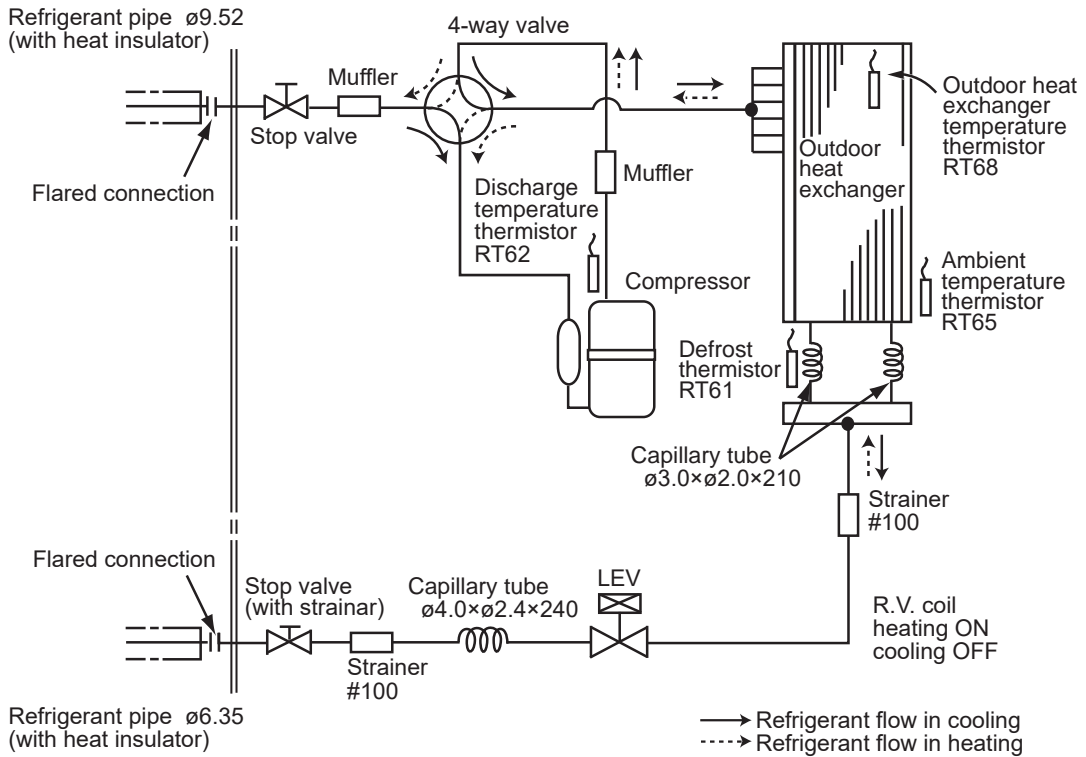 Refrigerant pipe ø9.52
(with heat insulator)
4-way valve
Muffler
Stop valve
Flared connection
Outdoor heat
exchanger
temperature
thermistor
RT68
Outdoor
heat
exchanger
Muffler
Discharge
temperature
thermistor
RT62
Compressor
Ambient
temperature
thermistor
RT65
Defrost
thermistor
RT61
Capillary tube
ø3.0×ø2.0×210
Strainer
#100
Flared connection
Stop valve
(with strainar)
Capillary tube
ø4.0×ø2.4×240
LEV
R.V. coil
heating ON
cooling OFF
Strainer
#100
Refrigerant pipe ø6.35
(with heat insulator)
Refrigerant flow in cooling
Refrigerant flow in heating